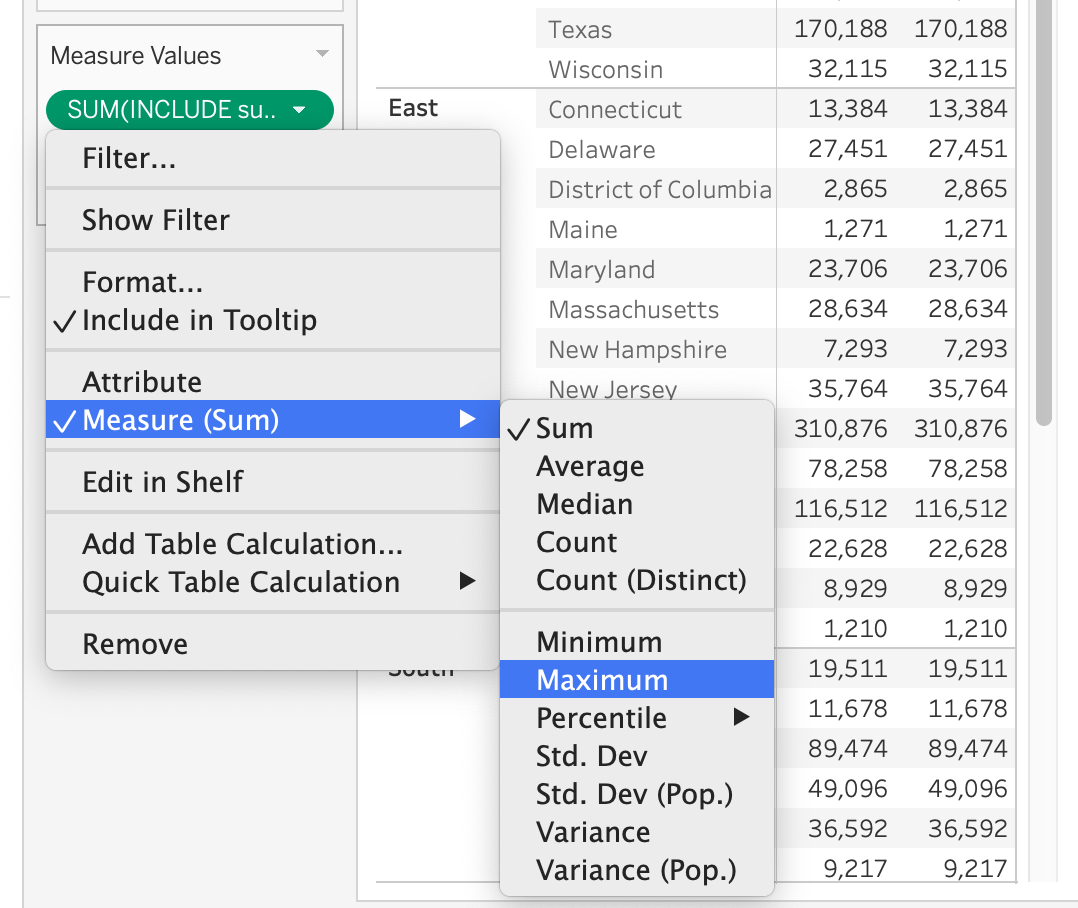 Measure Values
SUM(INCLUDE su..
Filter...
Show Filter
Format...
Include in Tooltip
Attribute
Measure (Sum)
Edit in Shelf
Add Table Calculation...
Quick Table Calculation
Remove
Sum
Average
Median
Count
Count (Distinct)
Minimum
Maximum
Percentile
Std. Dev
Std. Dev (Pop.)
Variance
Variance (Pop.)
Texas 170,188 170,188
Wisconsin 32,115 32,115
East Connecticut 13,384 13,384
Delaware 27,451 27,451
District of Columbia 2,865 2,865
Maine 1,271 1,271
Maryland 23,706 23,706
Massachusetts 28,634 28,634
New Hampshire 7,293 7,293
New Jersey 35,764 35,764
310,876 310,876
78,258 78,258
116,512 116,512
22,628 22,628
8,929 8,929
1,210 1,210
South 19,511 19,511
11,678 11,678
89,474 89,474
49,096 49,096
36,592 36,592
9,217 9,217